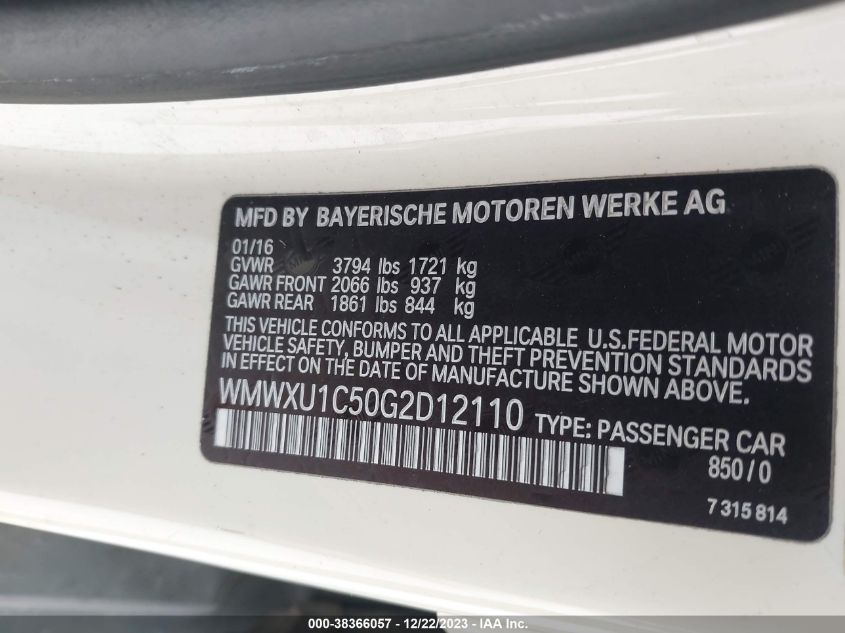 MFD BY BAYERISCHE MOTOREN WERKE AG
01/16
GVWR 3794 lbs 1721 kg
GAWR FRONT 2066 lbs 937 kg
GAWR REAR 1861 lbs 844 kg
THIS VEHICLE CONFORMS TO ALL APPLICABLE U.S.FEDERAL MOTOR
VEHICLE SAFETY, BUMPER AND THEFT PREVENTION STANDARDS
IN EFFECT ON THE DATE OF MANUFACTURE SHOWN ABOVE.
WMWXU1C50G2D12110 TYPE: PASSENGER CAR
850/0
7 315 814
000-38366057 - 12/22/2023 - IAA Inc.